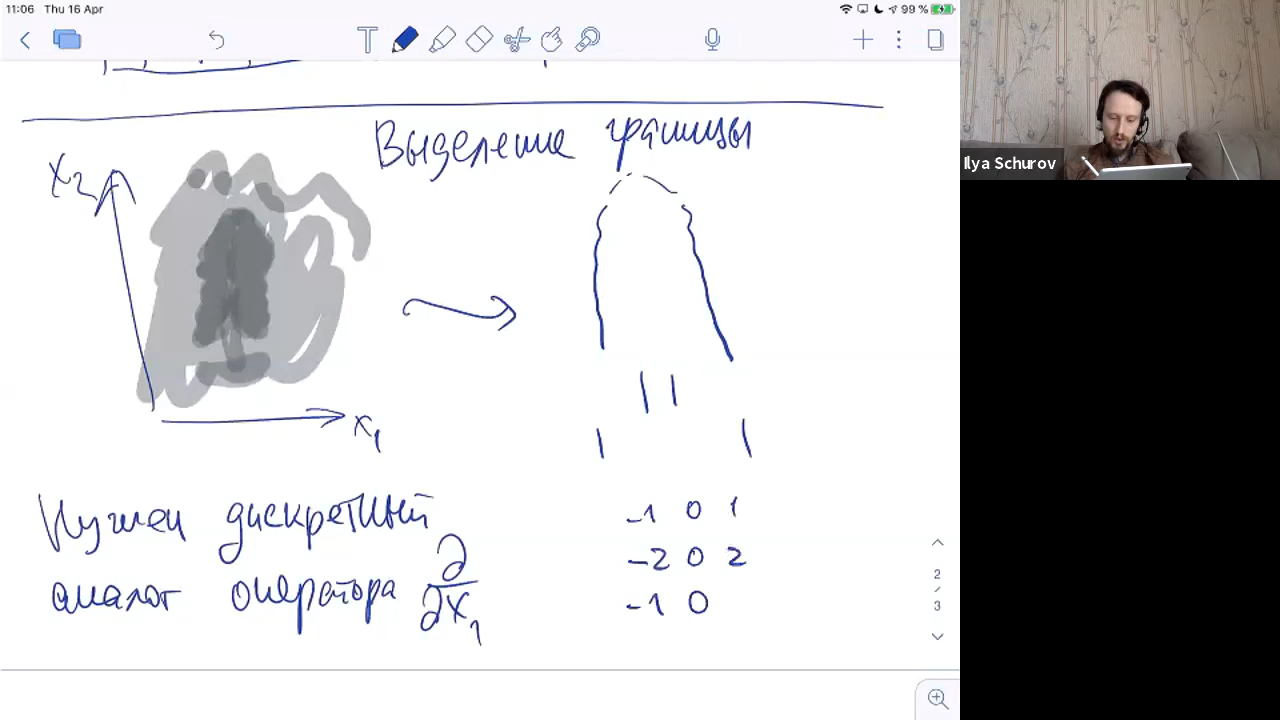 11:06 Thu 16 Apr 99 %
T
Выделение границы
x₂
x₁
Ilya Schurov
Нужен дискретный
аналог оператора ∂/∂x₁
-1 0 1
-2 0 2
-1 0
2
/
3